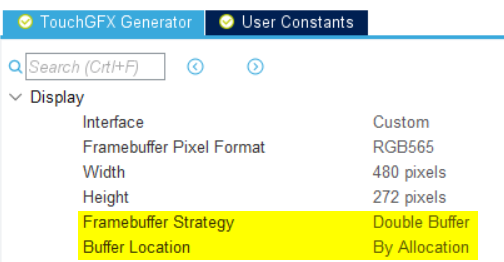 TouchGFX Generator User Constants
Search (Crtl+F)
Display
Interface Custom
Framebuffer Pixel Format RGB565
Width 480 pixels
Height 272 pixels
Framebuffer Strategy Double Buffer
Buffer Location By Allocation